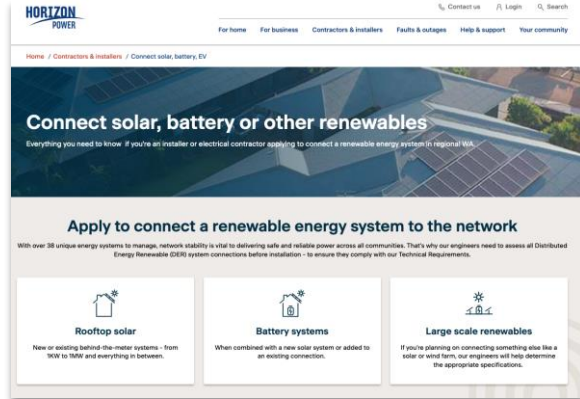 HORIZON
POWER
Contact us Login Search
For home For business Contractors & installers Faults & outages Help & support Your community
Home / Contractors & installers / Connect solar, battery, EV
Connect solar, battery or other renewables
Everything you need to know if you're an installer or electrical contractor applying to connect a renewable energy system in regional WA.
Apply to connect a renewable energy system to the network
With over 38 unique energy systems to manage, network stability is vital to delivering safe and reliable power across all communities. That's why our engineers need to assess all Distributed
Energy Renewable (DER) system connections before installation - to ensure they comply with our Technical Requirements.
Rooftop solar
New or existing behind-the-meter systems - from
1KW to 1MW and everything in between.
Battery systems
When combined with a new solar system or added to
an existing connection.
Large scale renewables
If you're planning on connecting something else like a
solar or wind farm, our engineers will help determine
the appropriate specifications.